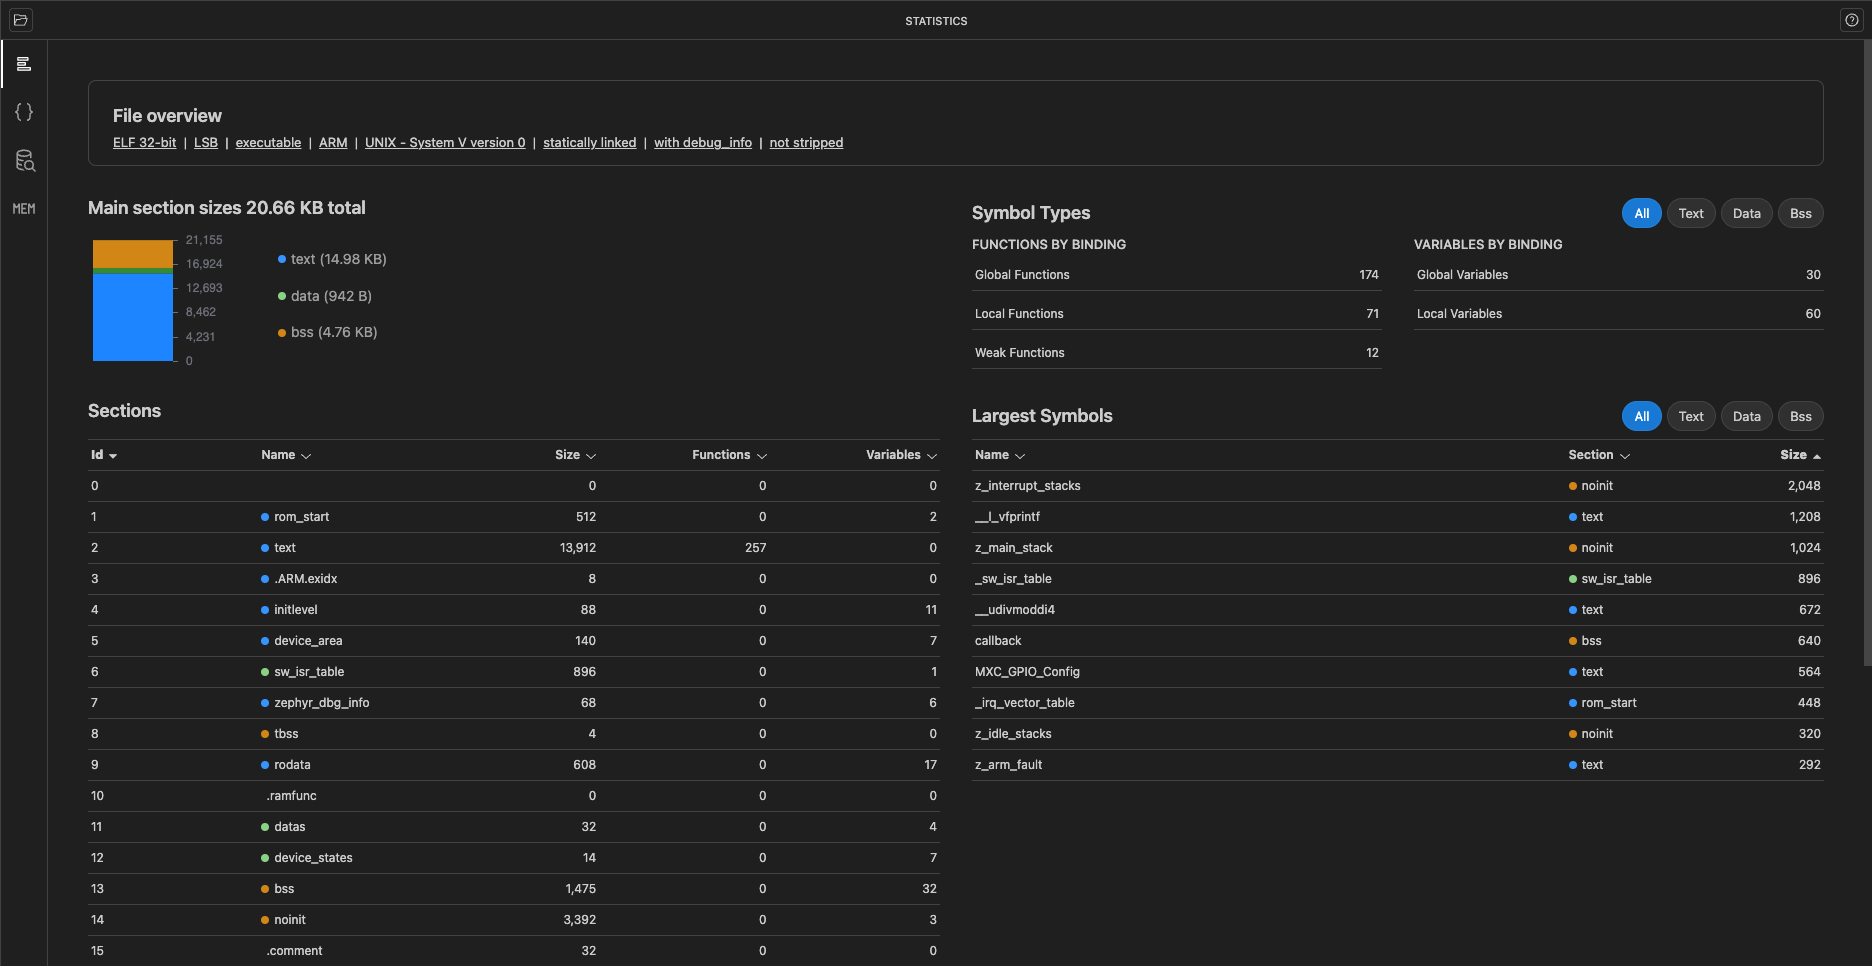 STATISTICS
MEM
File overview
ELF 32-bit | LSB | executable | ARM | UNIX - System V version 0 | statically linked | with debug_info | not stripped
Main section sizes 20.66 KB total
21,155
16,924
12,693
8,462
4,231
0
text (14.98 KB)
data (942 B)
bss (4.76 KB)
Symbol Types
All Text Data Bss
FUNCTIONS BY BINDING
Global Functions 174
Local Functions 71
Weak Functions 12
VARIABLES BY BINDING
Global Variables 30
Local Variables 60
Sections
Id Name Size Functions Variables
0 0 0 0
1 rom_start 512 0 2
2 text 13,912 257 0
3 .ARM.exidx 8 0 0
4 initlevel 88 0 11
5 device_area 140 0 7
6 sw_isr_table 896 0 1
7 zephyr_dbg_info 68 0 6
8 tbss 4 0 0
9 rodata 608 0 17
10 .ramfunc 0 0 0
11 datas 32 0 4
12 device_states 14 0 7
13 bss 1,475 0 32
14 noinit 3,392 0 3
15 .comment 32 0 0
Largest Symbols
All Text Data Bss
Name Section Size
z_interrupt_stacks noinit 2,048
__l_vfprintf text 1,208
z_main_stack noinit 1,024
_sw_isr_table sw_isr_table 896
__udivmoddi4 text 672
callback bss 640
MXC_GPIO_Config text 564
_irq_vector_table rom_start 448
z_idle_stacks noinit 320
z_arm_fault text 292